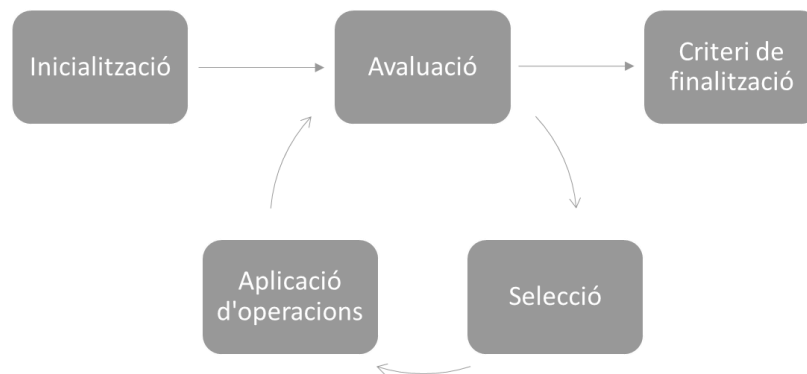 Inicialització
Avaluació
Criteri de
finalització
Aplicació
d'operacions
Selecció